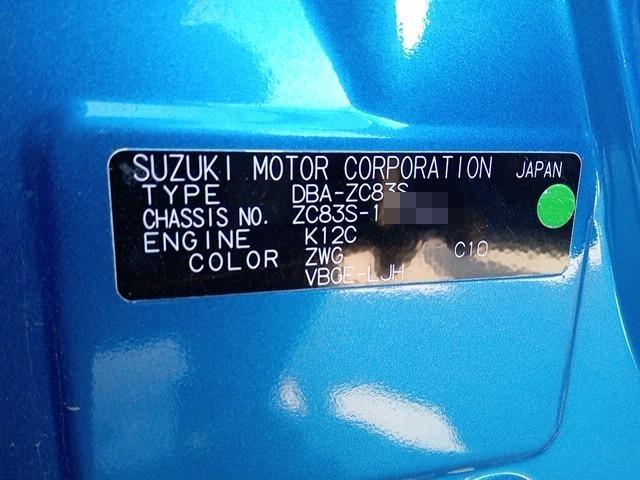 SUZUKI MOTOR CORPORATION JAPAN
TYPE DBA-ZC83S
CHASSIS NO. ZC83S-1
ENGINE K12C
COLOR ZWG C10
VBGE-LJH